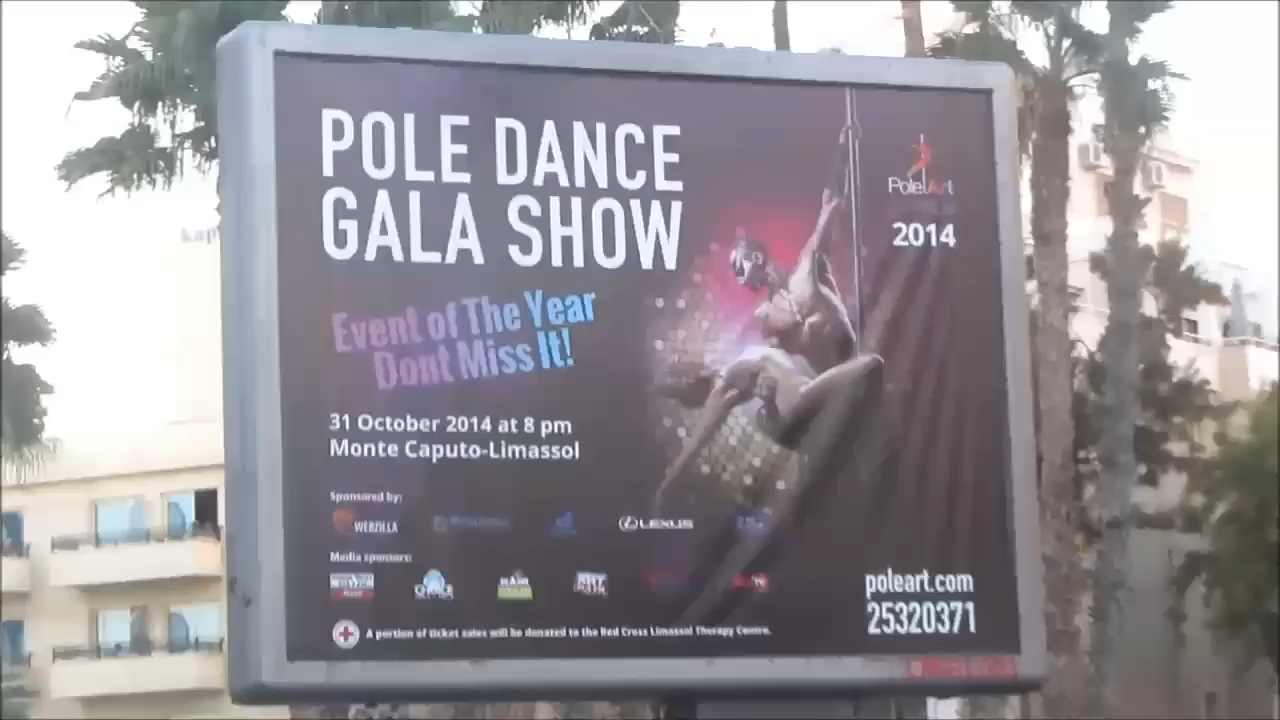 POLE DANCE
GALA SHOW
Event of The Year
Dont Miss It!
31 October 2014 at 8 pm
Monte Caputo-Limassol
Sponsored by:
WEBZILLA
LEXUS
Media sponsors:
A portion of ticket sales will be donated to the Red Cross Limassol Therapy Centre.
PoleArt
2014
poleart.com
25320371